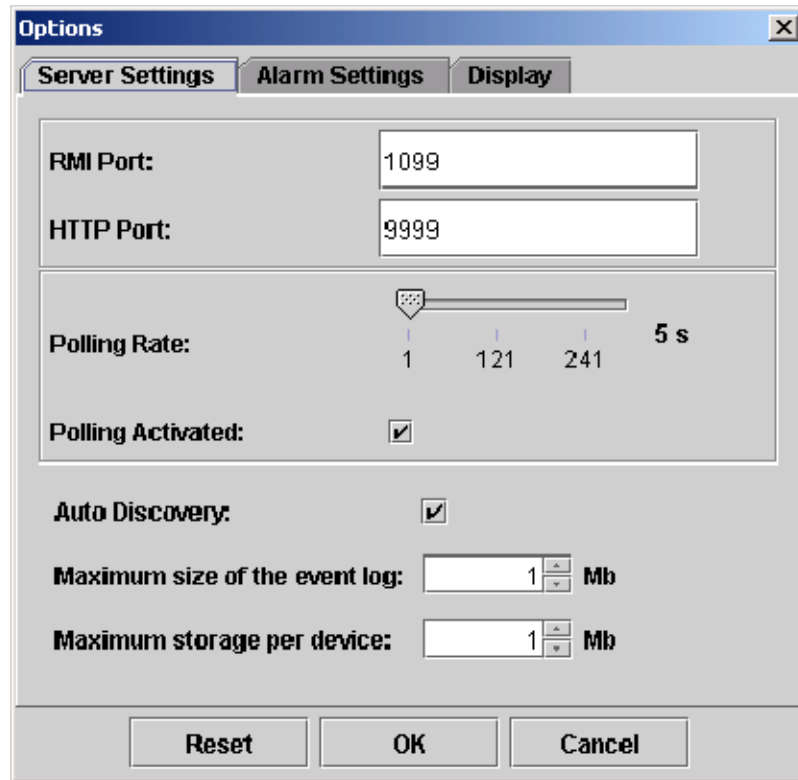 Options
Server Settings Alarm Settings Display
RMI Port: 1099
HTTP Port: 9999
Polling Rate: 5 s
1 121 241
Polling Activated:
Auto Discovery:
Maximum size of the event log: 1 Mb
Maximum storage per device: 1 Mb
Reset OK Cancel